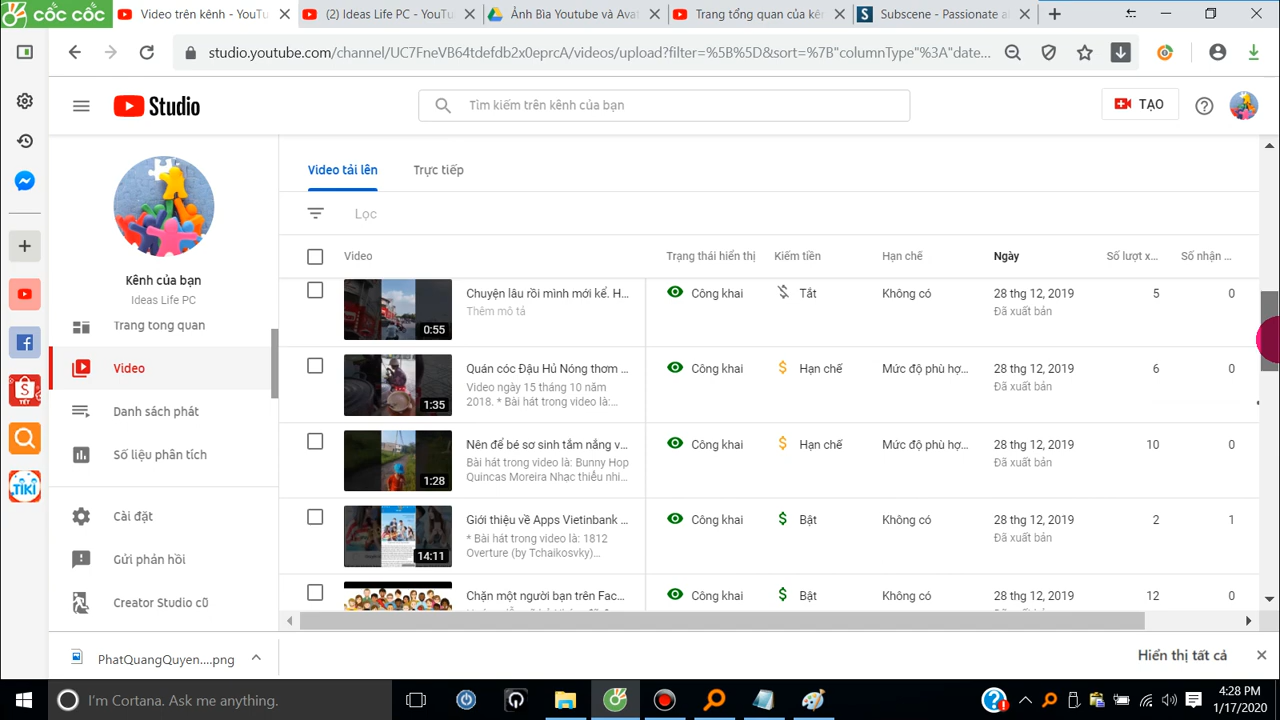 cốc cốc
Video trên kênh - YouTu
(2) Ideas Life PC - YouTu
Ảnh Bìa Youtube và Avat
Trang tổng quan của kên
Subscene - Passionate al
studio.youtube.com/channel/UC7FneVB64tdefdb2x0eprcA/videos/upload?filter=%5B%5D&sort=%7B"columnType"%3A"date...
Studio
Tìm kiếm trên kênh của bạn
TẠO
Video tải lên
Trực tiếp
Lọc
Kênh của bạn
Ideas Life PC
Trang tổng quan
Video
Danh sách phát
Số liệu phân tích
Cài đặt
Gửi phản hồi
Creator Studio cũ
TẾT
TIKI
Video
Trạng thái hiển thị
Kiếm tiền
Hạn chế
Ngày
Số lượt x...
Số nhận ...
0:55
Chuyện lâu rồi mình mới kể. H...
Thêm mô tả
Công khai
Tắt
Không có
28 thg 12, 2019
Đã xuất bản
5
0
1:35
Quán cóc Đậu Hủ Nóng thơm ...
Video ngày 15 tháng 10 năm
2018. * Bài hát trong video là:...
Công khai
Hạn chế
Mức độ phù hợ...
28 thg 12, 2019
Đã xuất bản
6
0
1:28
Nên để bé sơ sinh tắm nắng v...
Bài hát trong video là: Bunny Hop
Quincas Moreira Nhạc thiếu nhi...
Công khai
Hạn chế
Mức độ phù hợ...
28 thg 12, 2019
Đã xuất bản
10
0
14:11
Giới thiệu về Apps Vietinbank ...
* Bài hát trong video là: 1812
Overture (by Tchaikosvky)...
Công khai
Bật
Không có
28 thg 12, 2019
Đã xuất bản
2
1
Chặn một người bạn trên Fac...
Công khai
Bật
Không có
28 thg 12, 2019
12
0
PhatQuangQuyen....png
Hiển thị tất cả
I'm Cortana. Ask me anything.
4:28 PM
1/17/2020